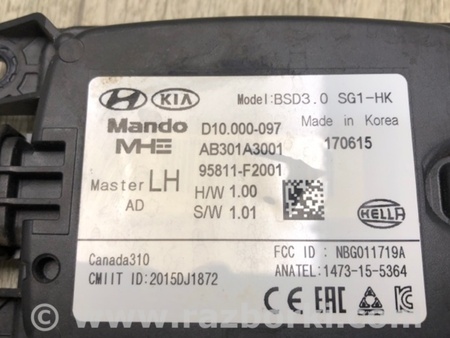 HYUNDAI KIA Model:BSD3.0 SG1-HK
Mando D10.000-097 Made in Korea
MHE AB301A3001 170615
Master LH 95811-F2001
AD H/W 1.00
S/W 1.01
HELLA
Canada310 FCC ID : NBG011719A
CMIIT ID:2015DJ1872 ANATEL:1473-15-5364
CE EAC
© www.razborki.com